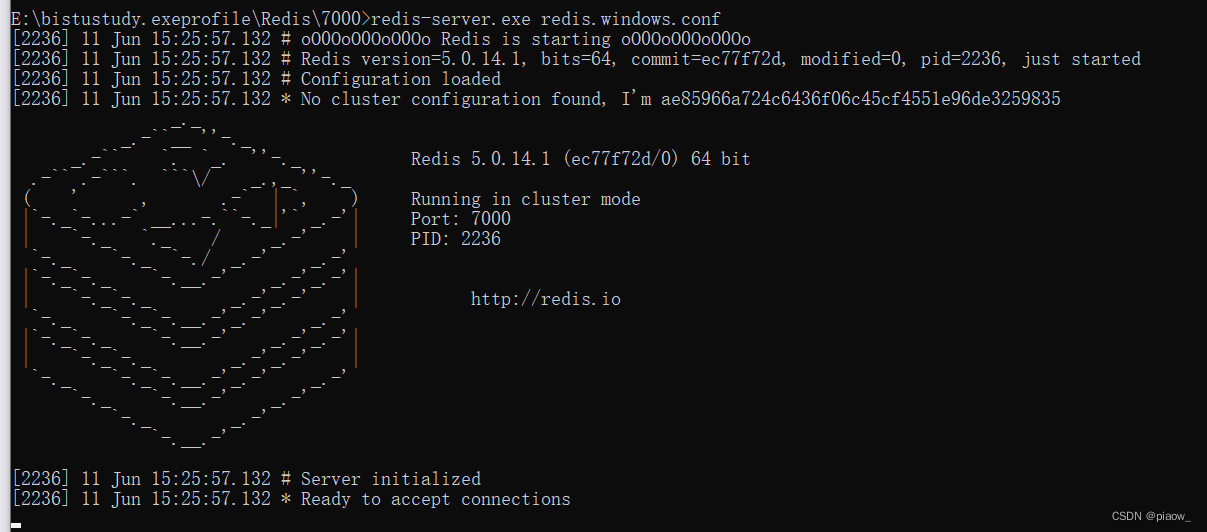 E:\bistustudy.exeprofile\Redis\7000>redis-server.exe redis.windows.conf
[2236] 11 Jun 15:25:57.132 # oO0OoO0OoO0Oo Redis is starting oO0OoO0OoO0Oo
[2236] 11 Jun 15:25:57.132 # Redis version=5.0.14.1, bits=64, commit=ec77f72d, modified=0, pid=2236, just started
[2236] 11 Jun 15:25:57.132 # Configuration loaded
[2236] 11 Jun 15:25:57.132 * No cluster configuration found, I'm ae85966a724c6436f06c45cf4551e96de3259835
Redis 5.0.14.1 (ec77f72d/0) 64 bit
Running in cluster mode
Port: 7000
PID: 2236
http://redis.io
[2236] 11 Jun 15:25:57.132 # Server initialized
[2236] 11 Jun 15:25:57.132 * Ready to accept connections
CSDN @piaow_